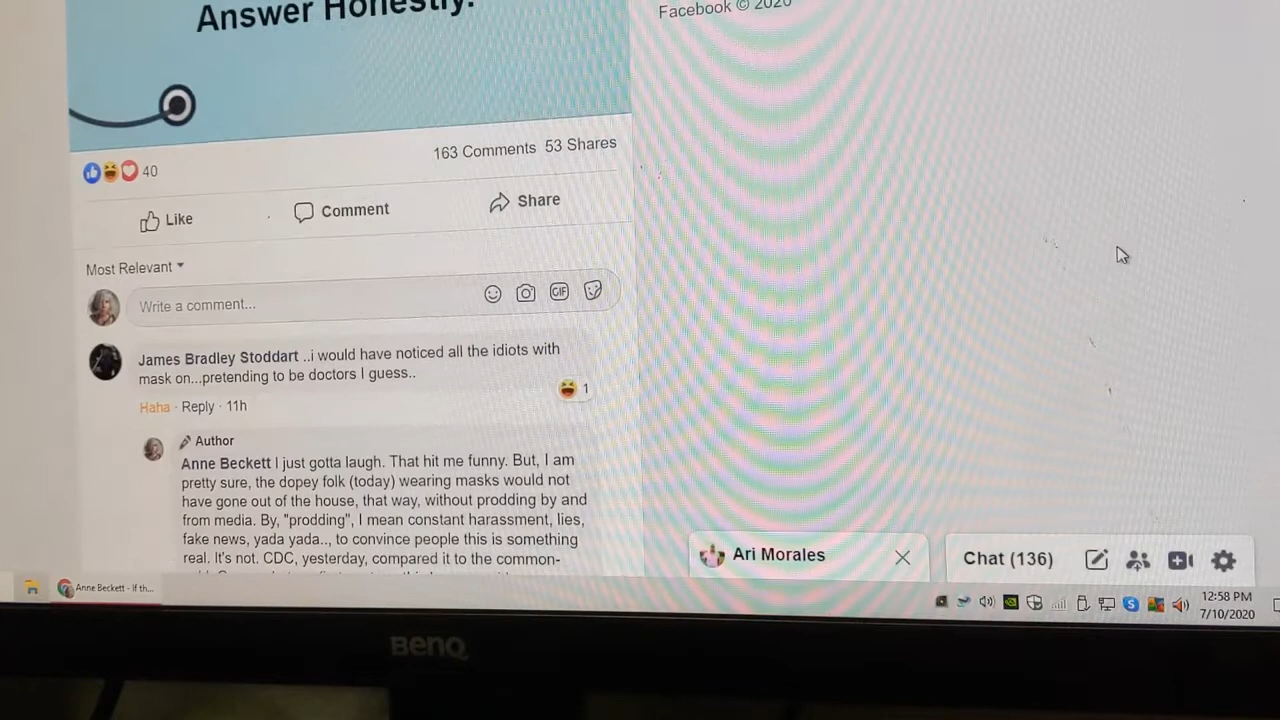 Answer Honestly.
Facebook © 2020
40
163 Comments 53 Shares
Like Comment Share
Most Relevant
Write a comment...
GIF
James Bradley Stoddart ..i would have noticed all the idiots with
mask on...pretending to be doctors I guess..
1
Haha · Reply · 11h
Author
Anne Beckett I just gotta laugh. That hit me funny. But, I am
pretty sure, the dopey folk (today) wearing masks would not
have gone out of the house, that way, without prodding by and
from media. By, "prodding", I mean constant harassment, lies,
fake news, yada yada.., to convince people this is something
real. It's not. CDC, yesterday, compared it to the common-
Ari Morales
Chat (136)
Anne Beckett - If th...
12:58 PM
7/10/2020
BenQ